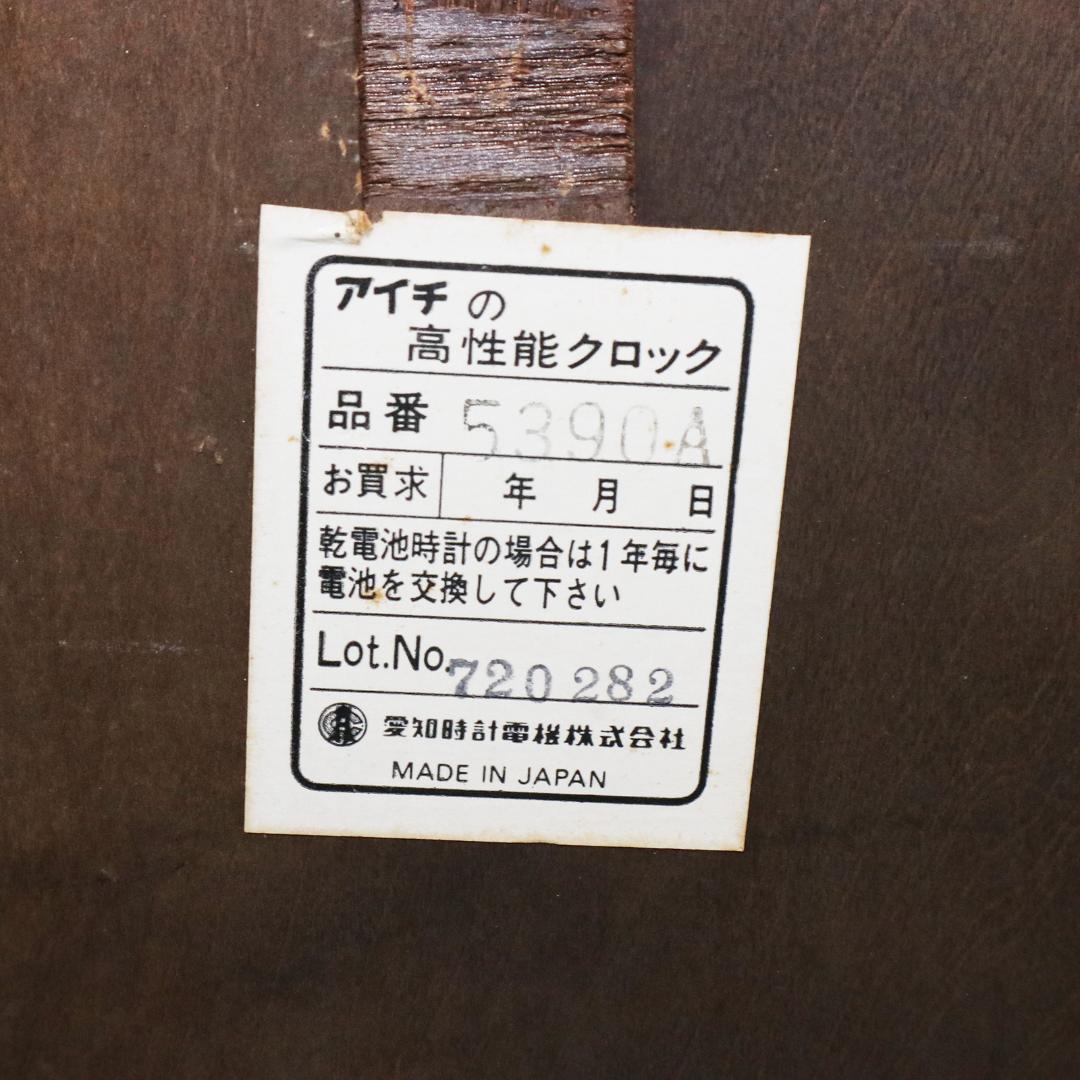 アイチの
高性能クロック
品番 5390A
お買求 年 月 日
乾電池時計の場合は1年毎に
電池を交換して下さい
Lot.No. 720282
愛知時計電機株式会社
MADE IN JAPAN